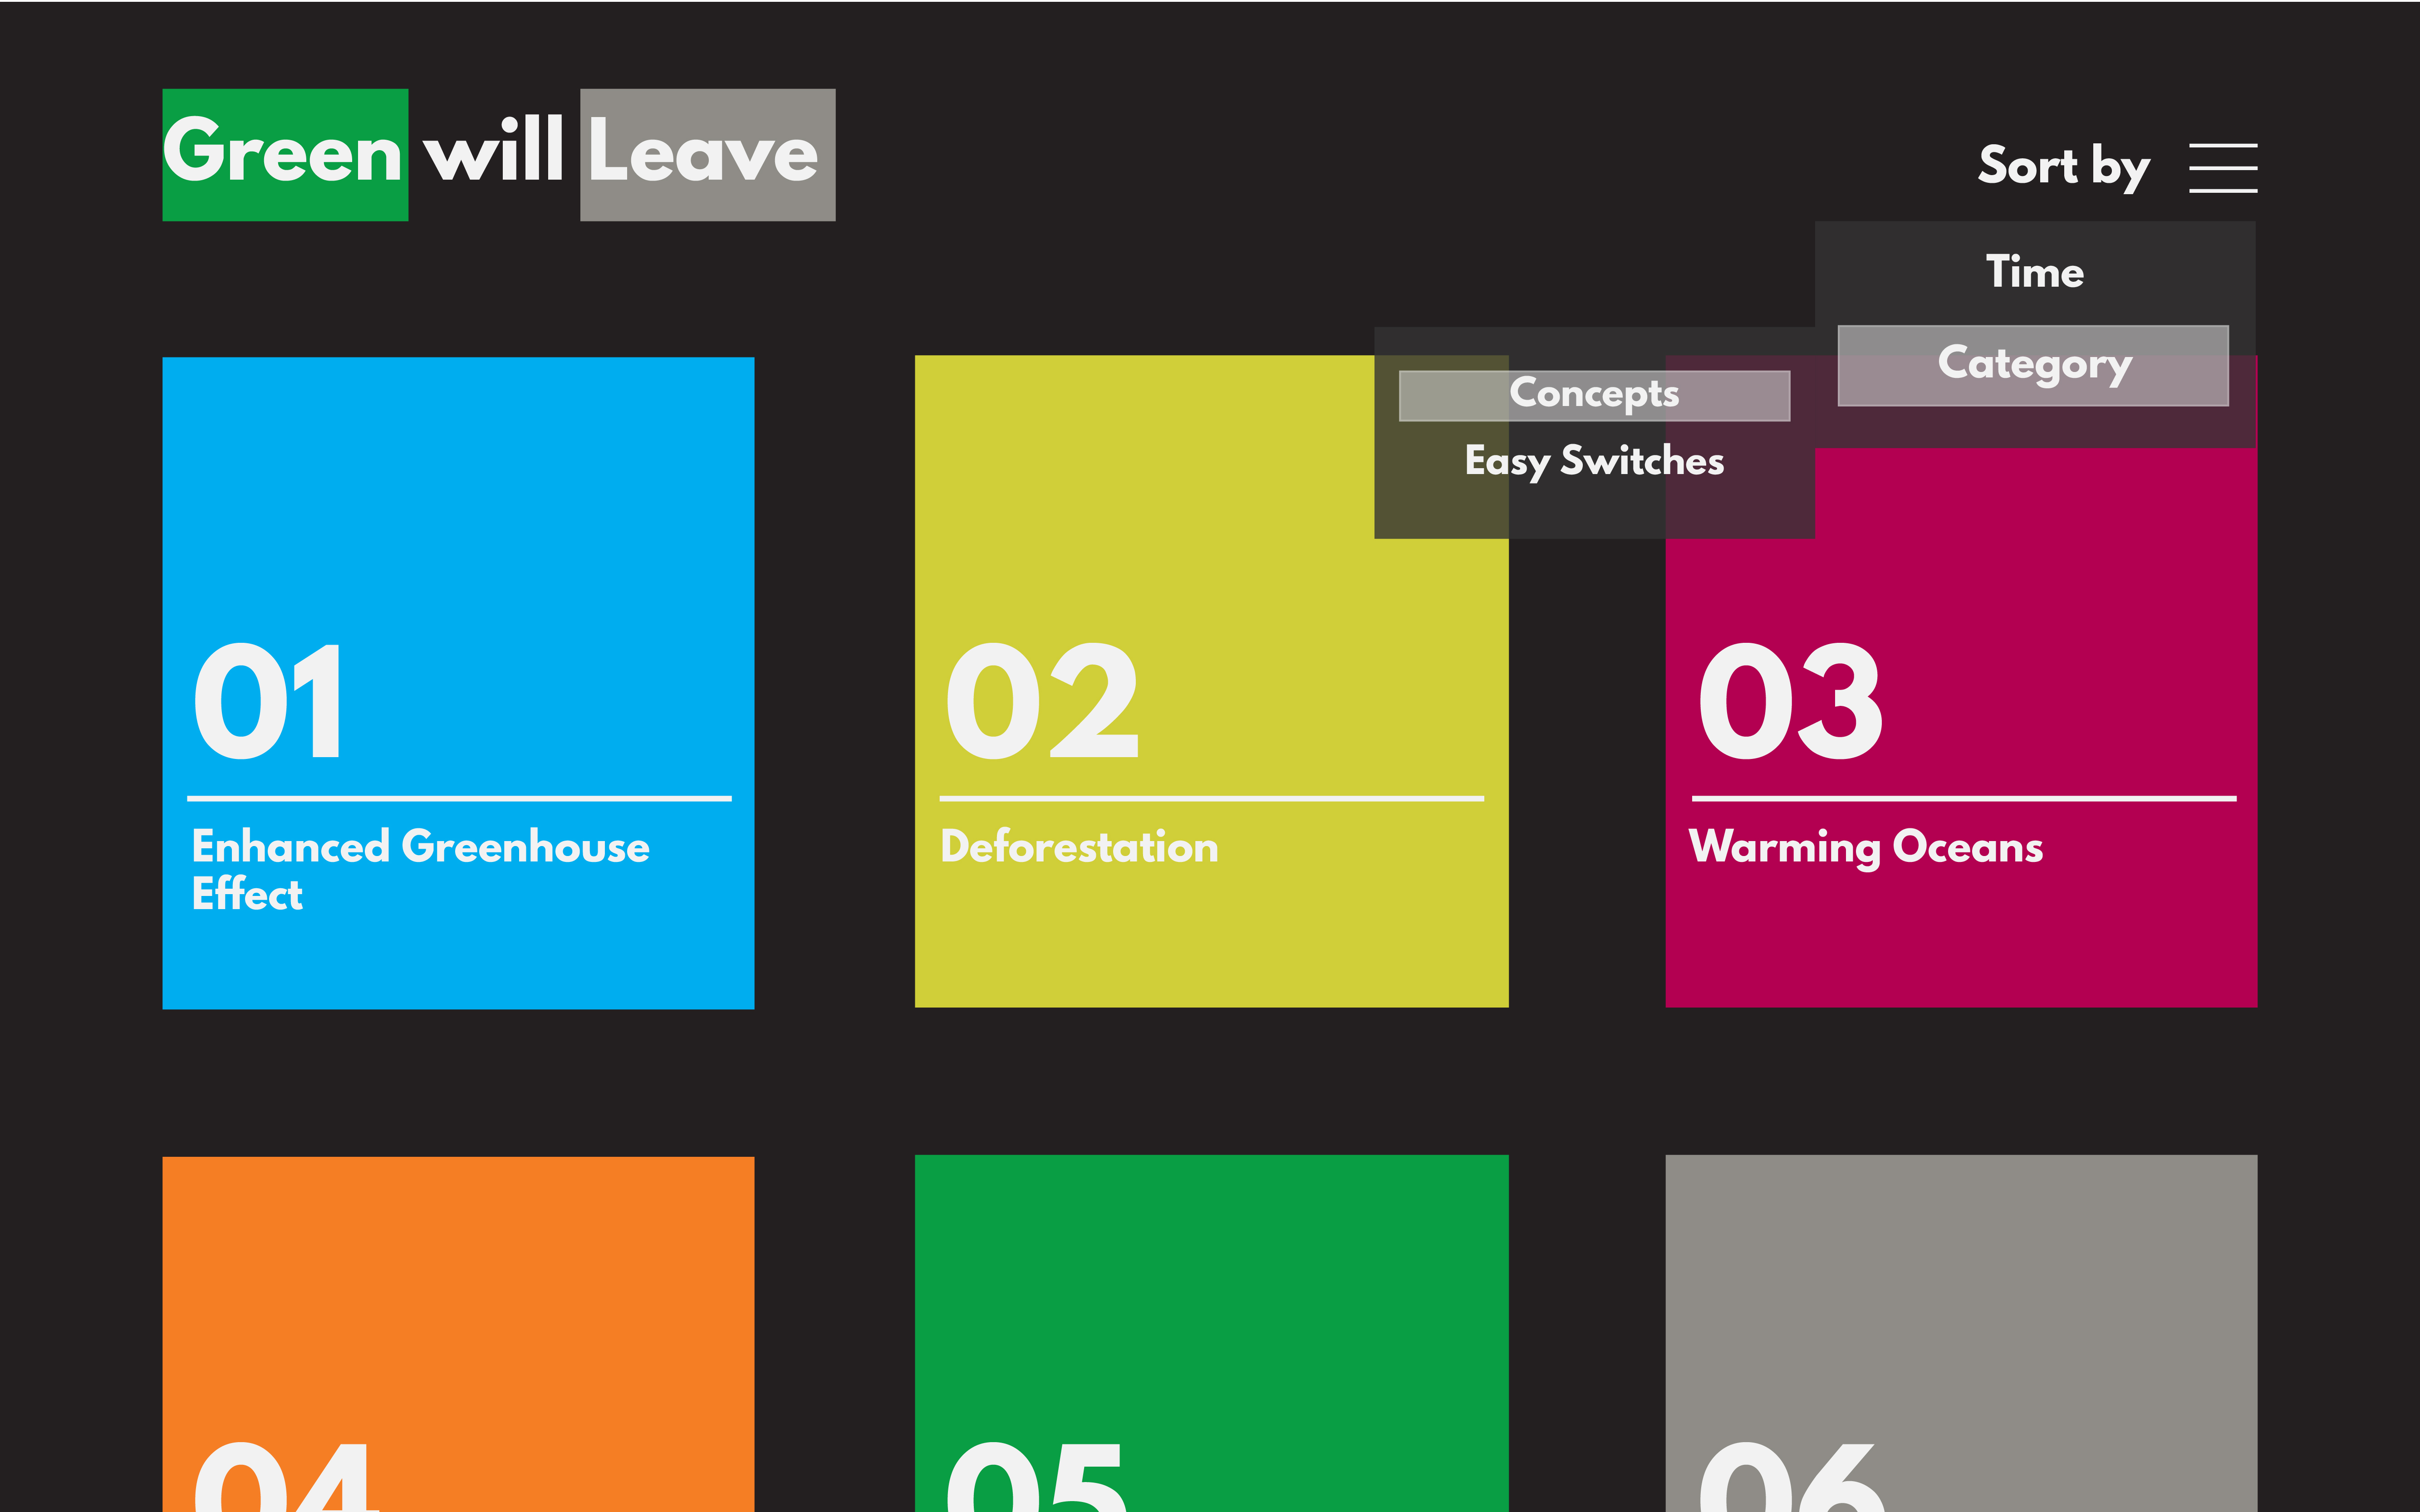 Green will Leave
Sort by
Time
Category
Concepts
Easy Switches
01
Enhanced Greenhouse
Effect
02
Deforestation
03
Warming Oceans
04
05
06